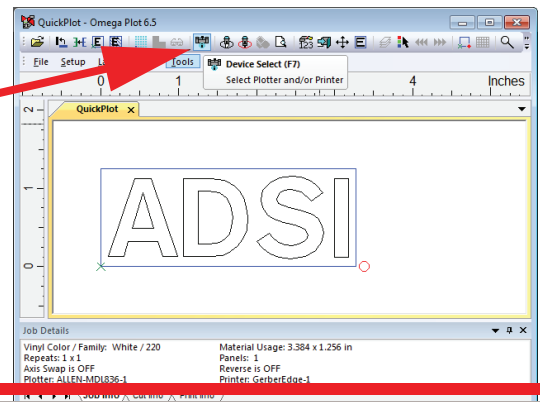 QuickPlot - Omega Plot 6.5
File Setup Tools
Device Select (F7)
Select Plotter and/or Printer
0 1 4 Inches
QuickPlot x
2
1
0
ADSI
Job Details
Vinyl Color / Family: White / 220 Material Usage: 3.384 x 1.256 in
Repeats: 1 x 1 Panels: 1
Axis Swap is OFF Reverse is OFF
Plotter: ALLEN-MDL836-1 Printer: GerberEdge-1
Job Info Cut Info Print Info